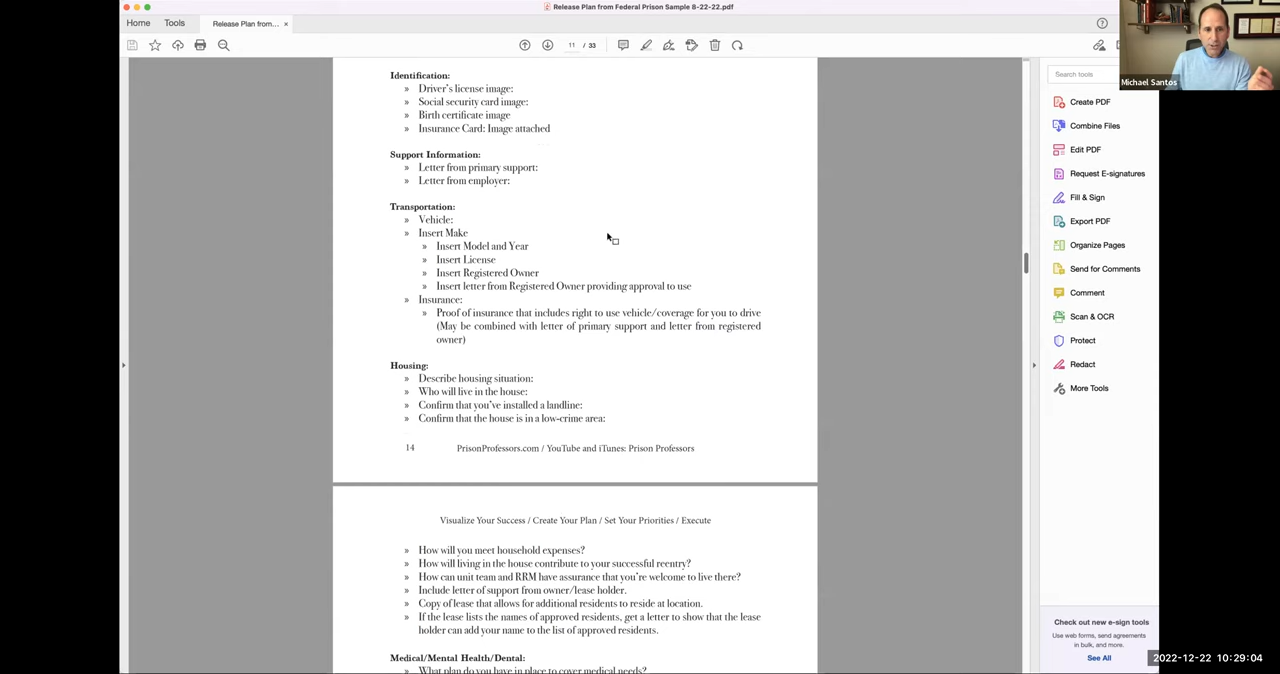 Release Plan from Federal Prison Sample 8-22-22.pdf
Home Tools Release Plan from... ×
11 / 33
Michael Santos
Search tools
Create PDF
Combine Files
Edit PDF
Request E-signatures
Fill & Sign
Export PDF
Organize Pages
Send for Comments
Comment
Scan & OCR
Protect
Redact
More Tools
Identification:
» Driver's license image:
» Social security card image:
» Birth certificate image
» Insurance Card: Image attached
Support Information:
» Letter from primary support:
» Letter from employer:
Transportation:
» Vehicle:
» Insert Make
» Insert Model and Year
» Insert License
» Insert Registered Owner
» Insert letter from Registered Owner providing approval to use
» Insurance:
» Proof of insurance that includes right to use vehicle/coverage for you to drive
(May be combined with letter of primary support and letter from registered
owner)
Housing:
» Describe housing situation:
» Who will live in the house:
» Confirm that you've installed a landline:
» Confirm that the house is in a low-crime area:
14 PrisonProfessors.com / YouTube and iTunes: Prison Professors
Visualize Your Success / Create Your Plan / Set Your Priorities / Execute
» How will you meet household expenses?
» How will living in the house contribute to your successful reentry?
» How can unit team and RRM have assurance that you're welcome to live there?
» Include letter of support from owner/lease holder.
» Copy of lease that allows for additional residents to reside at location.
» If the lease lists the names of approved residents, get a letter to show that the lease
holder can add your name to the list of approved residents.
Medical/Mental Health/Dental:
» What plan do you have in place to cover medical needs?
Check out new e-sign tools
Use web forms, send agreements
in bulk, and more.
See All
2022-12-22 10:29:04